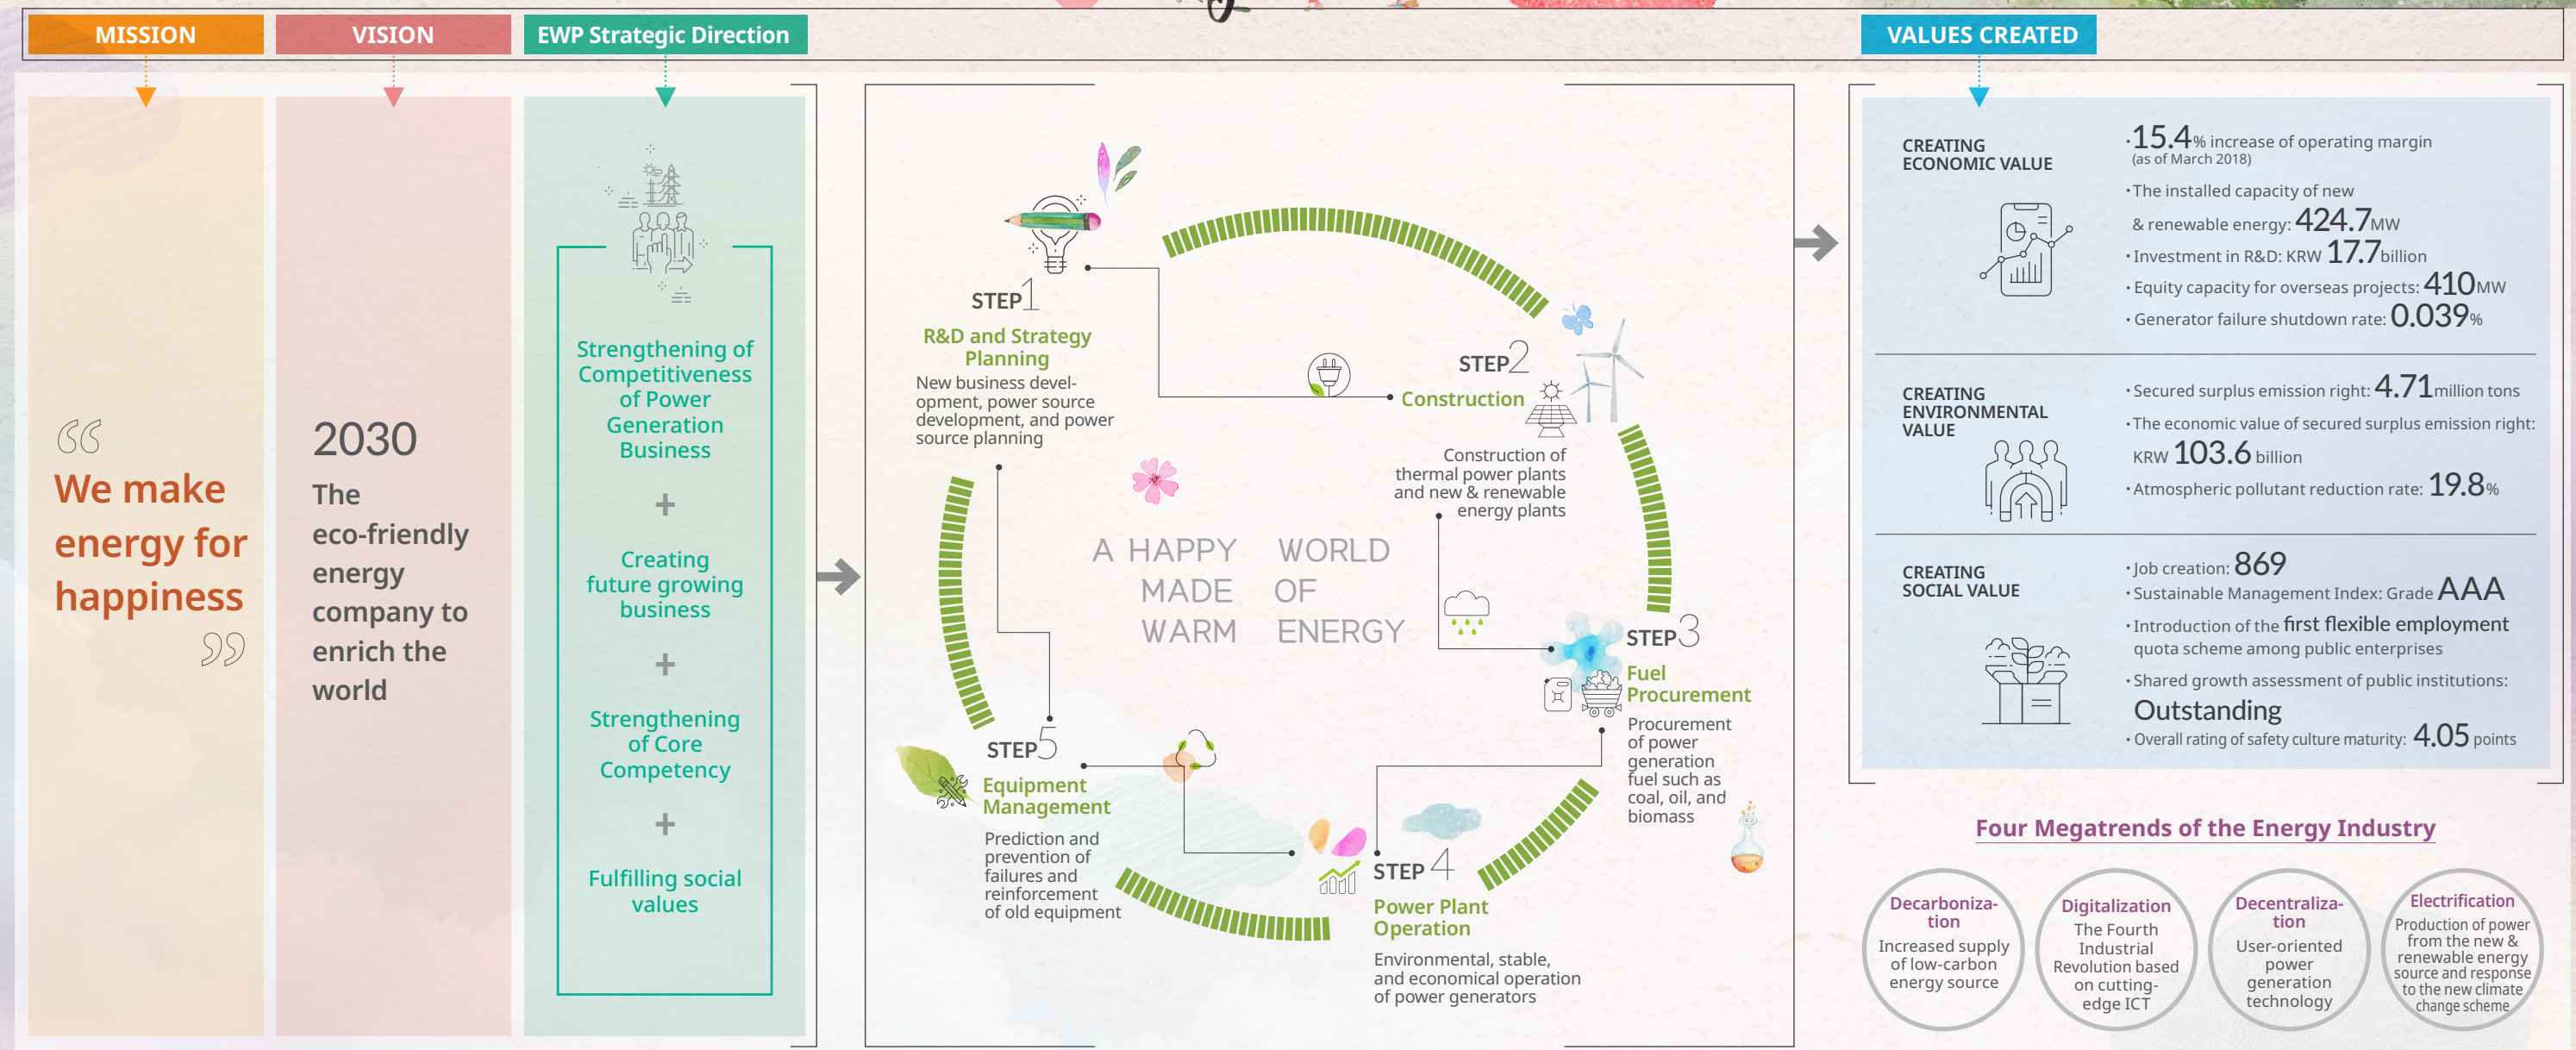 MISSION
VISION
EWP Strategic Direction
VALUES CREATED
“
We make
energy for
happiness
”
2030
The
eco-friendly
energy
company to
enrich the
world
Strengthening of
Competitiveness
of Power
Generation
Business
+
Creating
future growing
business
+
Strengthening
of Core
Competency
+
Fulfilling social
values
STEP 1
R&D and Strategy
Planning
New business devel-
opment, power source
development, and power
source planning
STEP 2
Construction
Construction of
thermal power plants
and new & renewable
energy plants
A HAPPY WORLD
MADE OF
WARM ENERGY
STEP 3
Fuel
Procurement
Procurement
of power
generation
fuel such as
coal, oil, and
biomass
STEP 4
Power Plant
Operation
Environmental, stable,
and economical operation
of power generators
STEP 5
Equipment
Management
Prediction and
prevention of
failures and
reinforcement
of old equipment
CREATING
ECONOMIC VALUE
·15.4% increase of operating margin
(as of March 2018)
·The installed capacity of new
& renewable energy: 424.7MW
·Investment in R&D: KRW 17.7billion
·Equity capacity for overseas projects: 410MW
·Generator failure shutdown rate: 0.039%
CREATING
ENVIRONMENTAL
VALUE
·Secured surplus emission right: 4.71million tons
·The economic value of secured surplus emission right:
KRW 103.6 billion
·Atmospheric pollutant reduction rate: 19.8%
CREATING
SOCIAL VALUE
·Job creation: 869
·Sustainable Management Index: Grade AAA
·Introduction of the first flexible employment
quota scheme among public enterprises
·Shared growth assessment of public institutions:
Outstanding
·Overall rating of safety culture maturity: 4.05 points
Four Megatrends of the Energy Industry
Decarboniza-
tion
Increased supply
of low-carbon
energy source
Digitalization
The Fourth
Industrial
Revolution based
on cutting-
edge ICT
Decentraliza-
tion
User-oriented
power
generation
technology
Electrification
Production of power
from the new &
renewable energy
source and response
to the new climate
change scheme